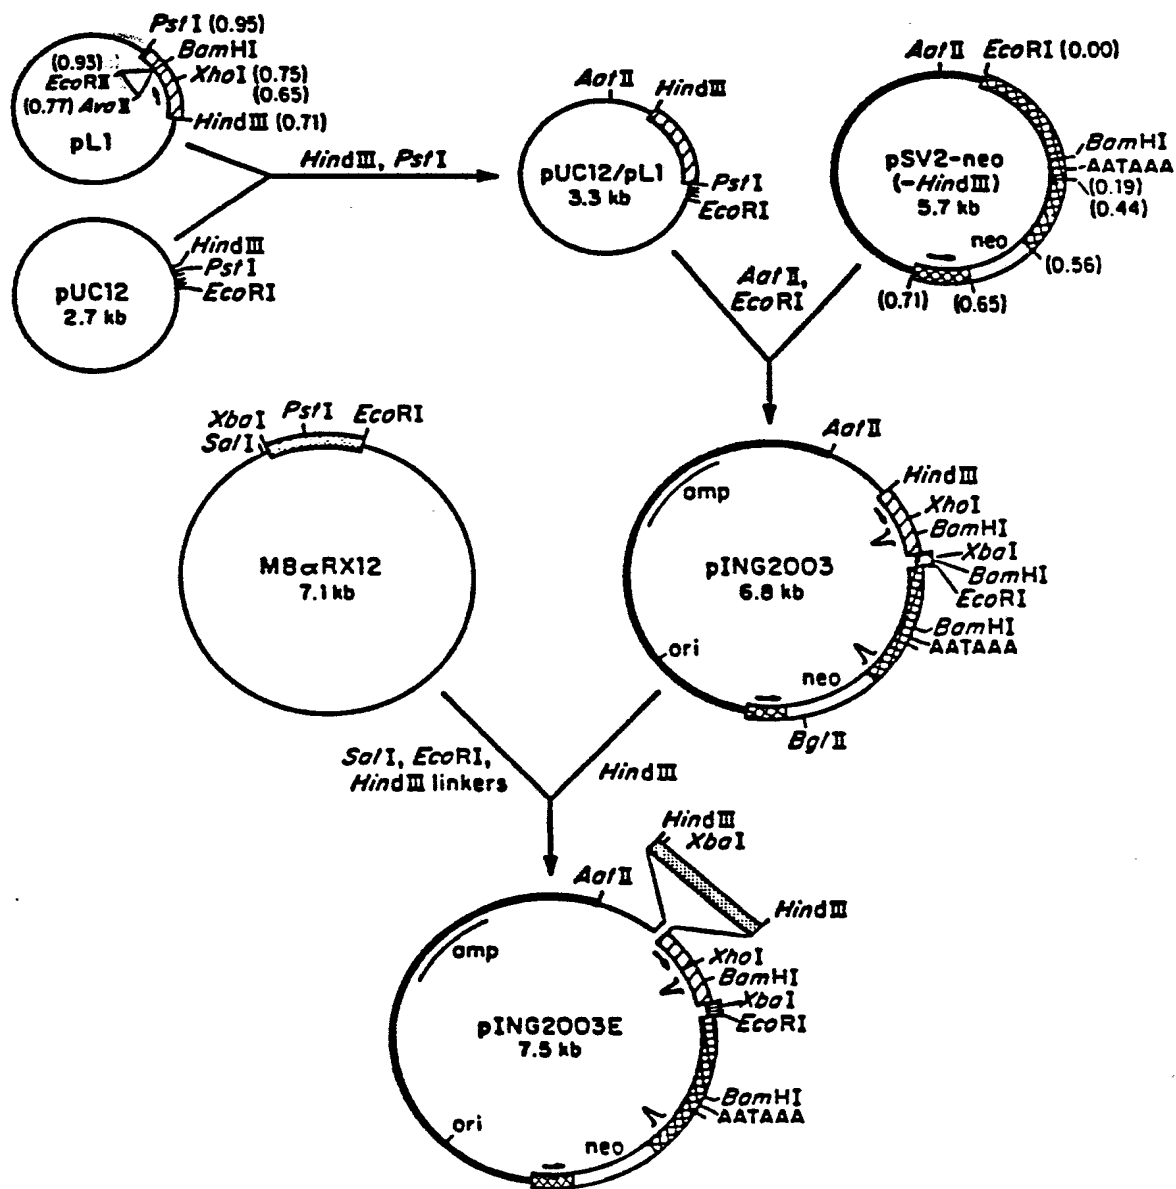 PstI (0.95)
BamHI
(0.93)
EcoRII
XhoI (0.75)
(0.65)
(0.77) AvaII
HindIII (0.71)
pL1
HindIII, PstI
pUC12
2.7 kb
HindIII
PstI
EcoRI
AatII
HindIII
pUC12/pL1
3.3 kb
PstI
EcoRI
AatII
EcoRI (0.00)
pSV2-neo
(-HindIII)
5.7 kb
BamHI
AATAAA
(0.19)
(0.44)
neo
(0.56)
(0.71)
(0.65)
AatII,
EcoRI
XbaI
SalI
PstI
EcoRI
M8αRX12
7.1 kb
AatII
amp
HindIII
XhoI
BamHI
XbaI
BamHI
EcoRI
pING2003
6.8 kb
BamHI
AATAAA
ori
neo
BglII
SalI, EcoRI,
HindIII linkers
HindIII
HindIII
XbaI
AatII
HindIII
amp
XhoI
BamHI
XbaI
EcoRI
pING2003E
7.5 kb
BamHI
AATAAA
ori
neo